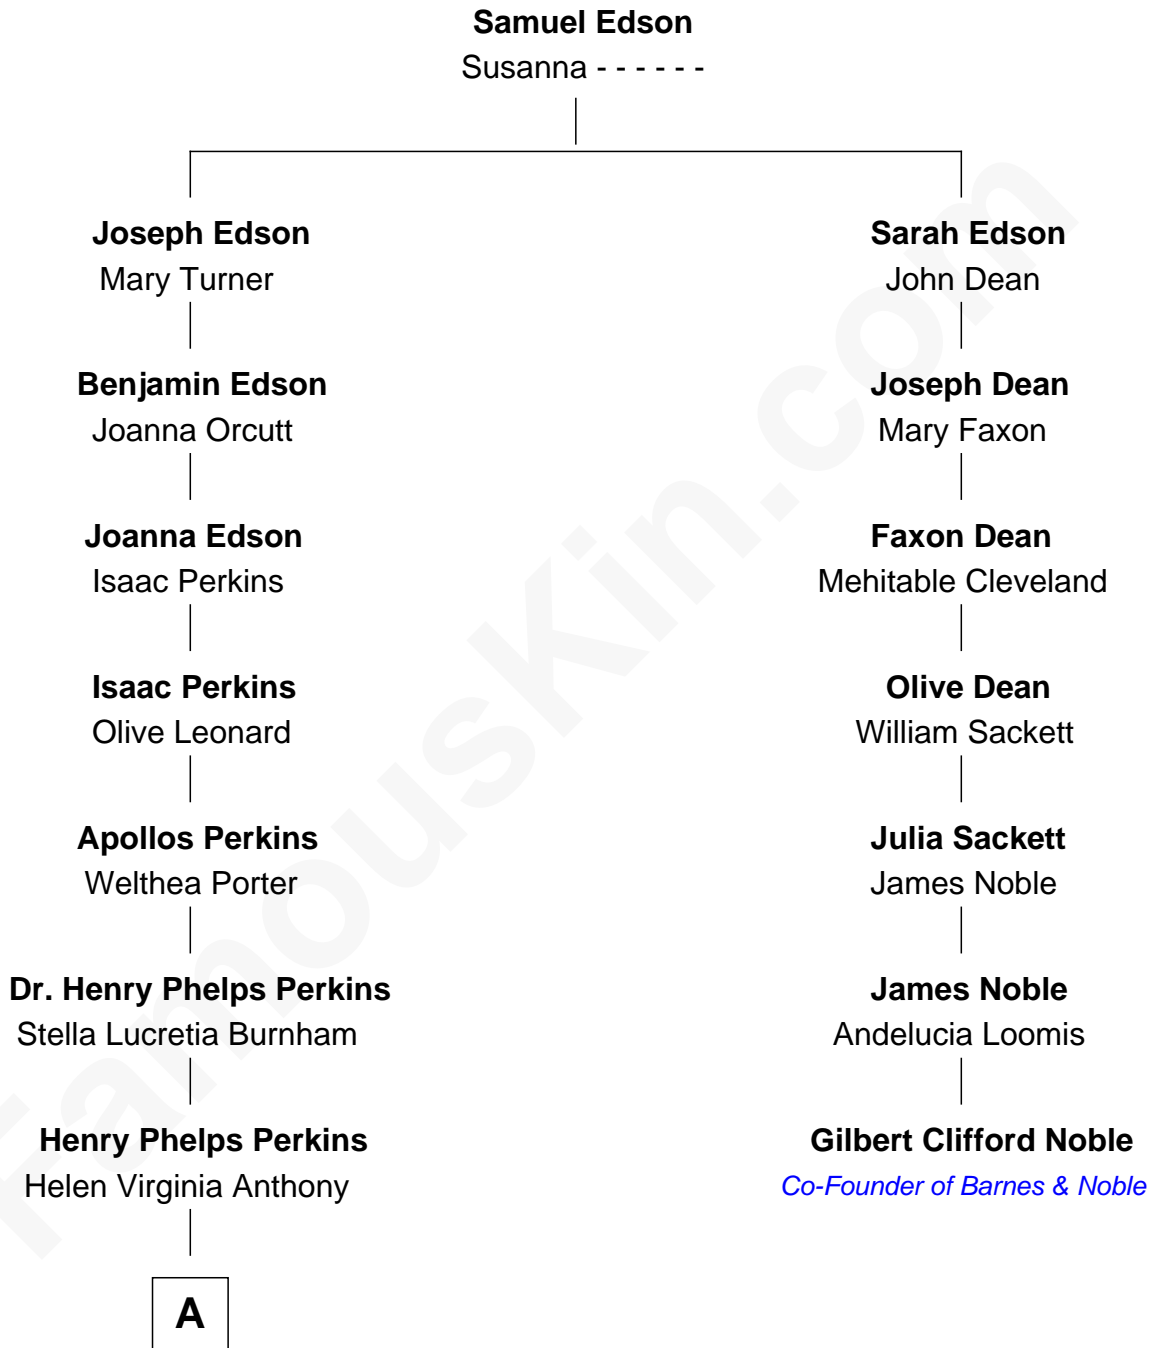 Samuel Edson
Susanna - - - - - -
Joseph Edson
Mary Turner
Sarah Edson
John Dean
Benjamin Edson
Joanna Orcutt
Joseph Dean
Mary Faxon
Joanna Edson
Isaac Perkins
Faxon Dean
Mehitable Cleveland
Isaac Perkins
Olive Leonard
Olive Dean
William Sackett
Apollos Perkins
Welthea Porter
Julia Sackett
James Noble
Dr. Henry Phelps Perkins
Stella Lucretia Burnham
James Noble
Andelucia Loomis
Henry Phelps Perkins
Helen Virginia Anthony
Gilbert Clifford Noble
Co-Founder of Barnes & Noble
A
FamousKin.com